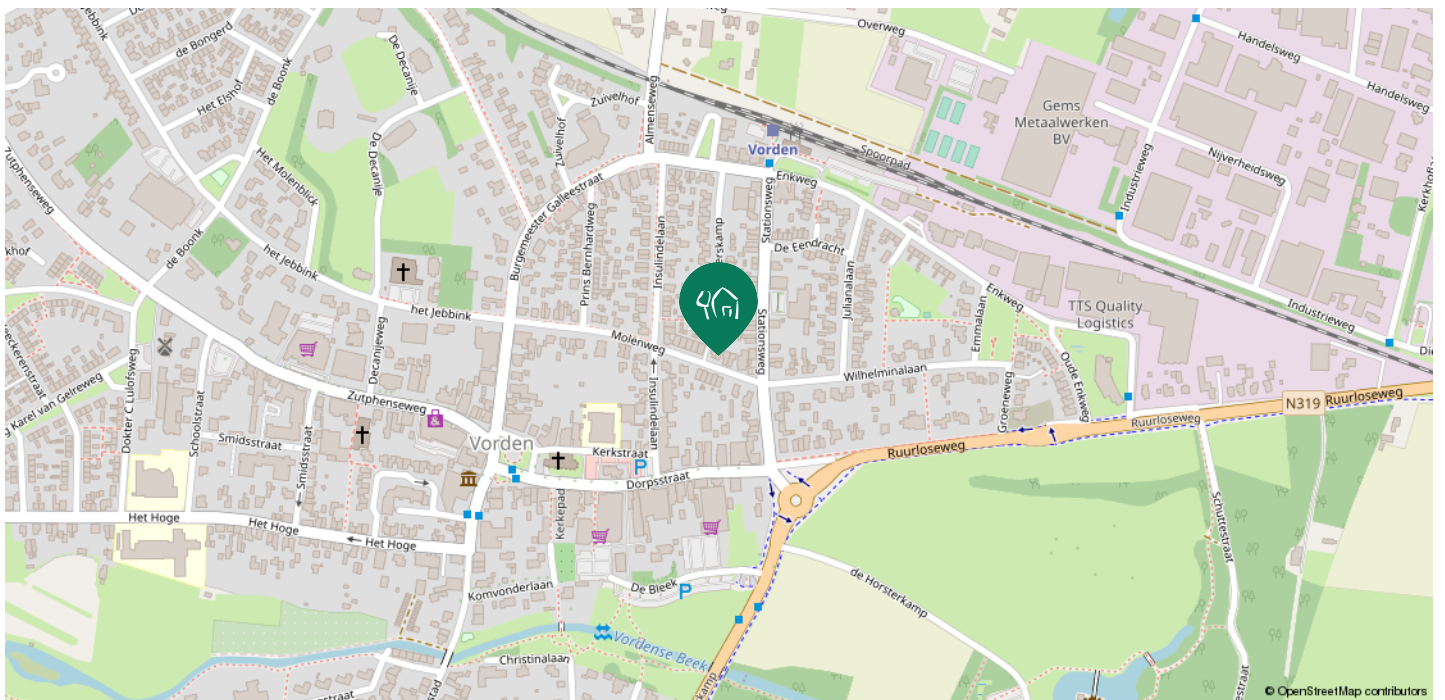 Overweg
de Bongerd
Jebbink
De Decanije
Handelsweg
Het Elshof
de Boonk
Zuivelhof
Almenseweg
Gems
Metaalwerken
BV
Handelsweg
Zuivelhof
Vorden
Spoorpad
Nijverheidsweg
Het Molenblick
De Decanije
Enkweg
Industrieweg
Zutphenseweg
Burgemeester Galleestraat
Stationsweg
Prins Bernhardweg
Insulindelaan
erskamp
De Eendracht
Julianalaan
de Boonk
het Jebbink
Enkweg
TTS Quality
Logistics
Industrieweg
het Jebbink
Molenweg
Stationsweg
Emmalaan
Oude Enkweg
Decanijeweg
Wilhelminalaan
Groeneweg
N319
Ruurloseweg
Karel van Gelreweg
Dokter C Lulofsweg
Schoolstraat
Zutphenseweg
Insulindelaan
Ruurloseweg
Smidsstraat
Smidsstraat
Vorden
Kerkstraat
P
Ruurloseweg
Dorpsstraat
Het Hoge
Het Hoge
Het Hoge
Kerkepad
Schuttestraat
Komvonderlaan
De Bleek
P
de Horsterkamp
Vordense Beek
Christinalaan
© OpenStreetMap contributors